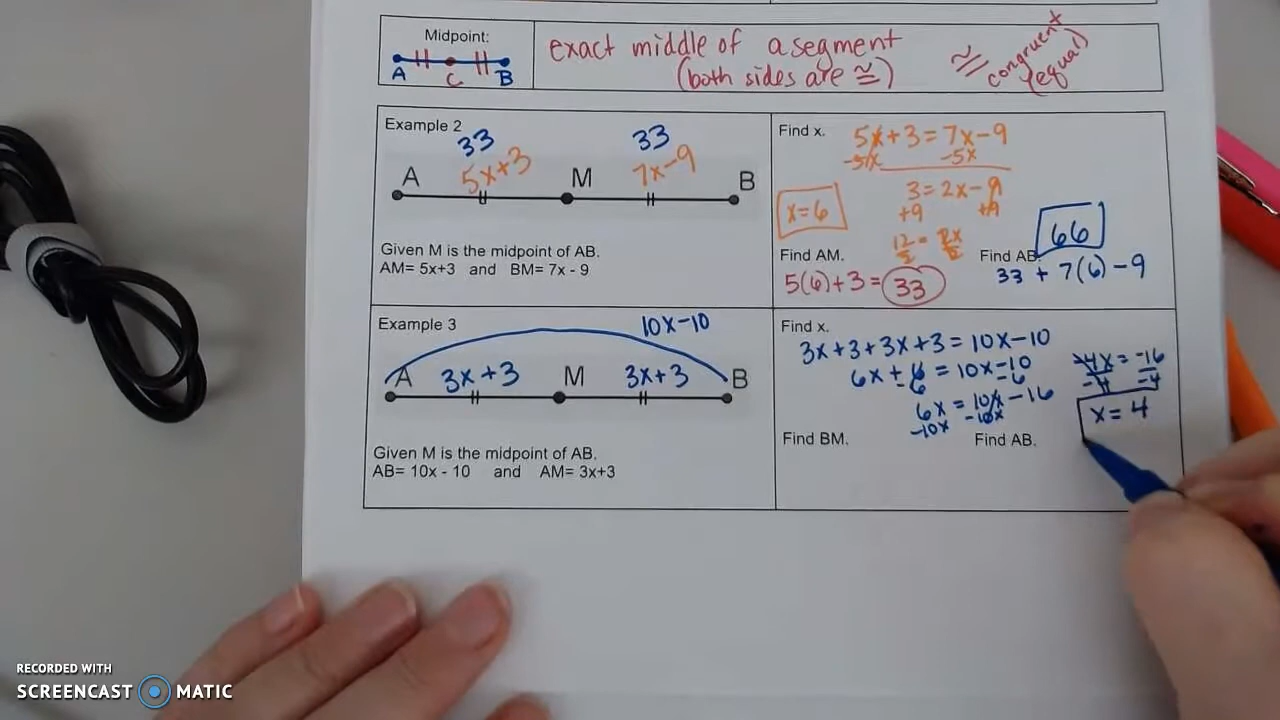 Midpoint:
A C B
exact middle of a segment
(both sides are ≅)
≅ congruent
(equal)
Example 2
33 33
5x+3 7x-9
A M B
Given M is the midpoint of AB.
AM= 5x+3 and BM= 7x - 9
Find x.
5x+3=7x-9
-5x -5x
3=2x-9
+9 +9
12/2 = 2x/2
x=6
Find AM.
5(6)+3=33
Find AB.
66
33 + 7(6)-9
Example 3
10x-10
A 3x+3 M 3x+3 B
Given M is the midpoint of AB.
AB= 10x - 10 and AM= 3x+3
Find x.
3x+3+3x+3=10x-10
6x+6=10x-10
-6 -6
6x=10x-16
-10x -10x
-4x=-16
-4 -4
x=4
Find BM.
Find AB.
RECORDED WITH
SCREENCAST MATIC